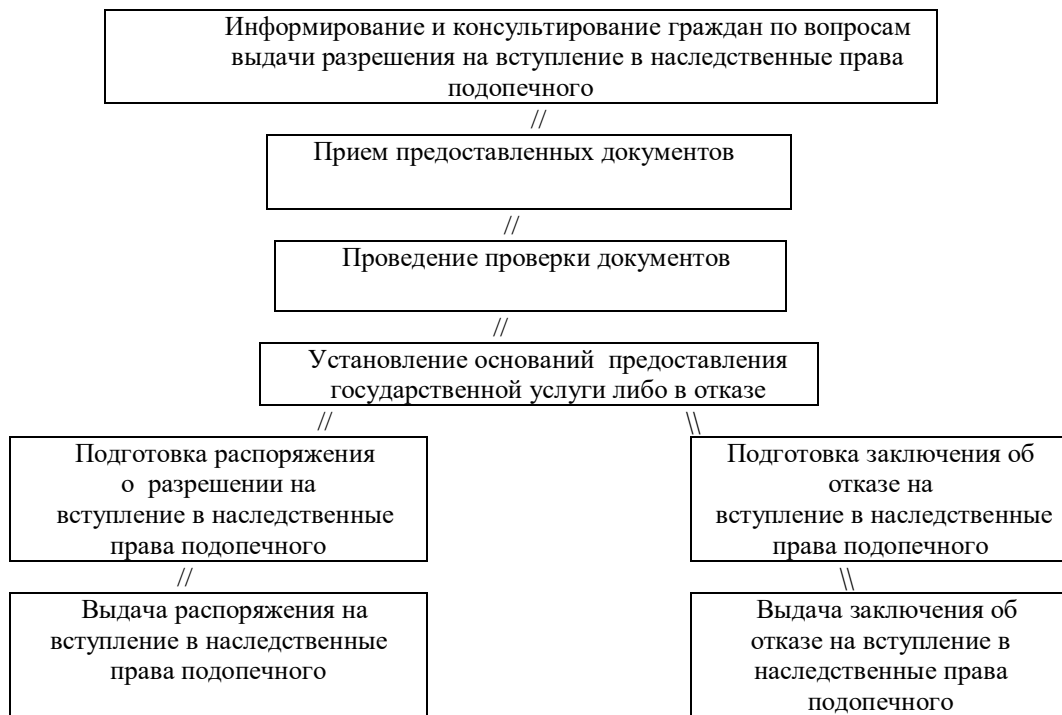 Информирование и консультирование граждан по вопросам
выдачи разрешения на вступление в наследственные права
подопечного
//
Прием предоставленных документов
//
Проведение проверки документов
//
Установление оснований  предоставления
государственной услуги либо в отказе
//
\\
Подготовка распоряжения
о  разрешении на
вступление в наследственные
права подопечного
//
Выдача распоряжения на
вступление в наследственные
права подопечного
Подготовка заключения об
отказе на
вступление в наследственные
права подопечного
\\
Выдача заключения об
отказе на вступление в
наследственные права
подопечного